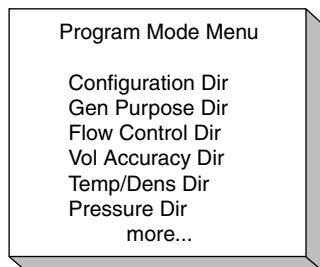 Program Mode Menu
Configuration Dir
Gen Purpose Dir
Flow Control Dir
Vol Accuracy Dir
Temp/Dens Dir
Pressure Dir
more...